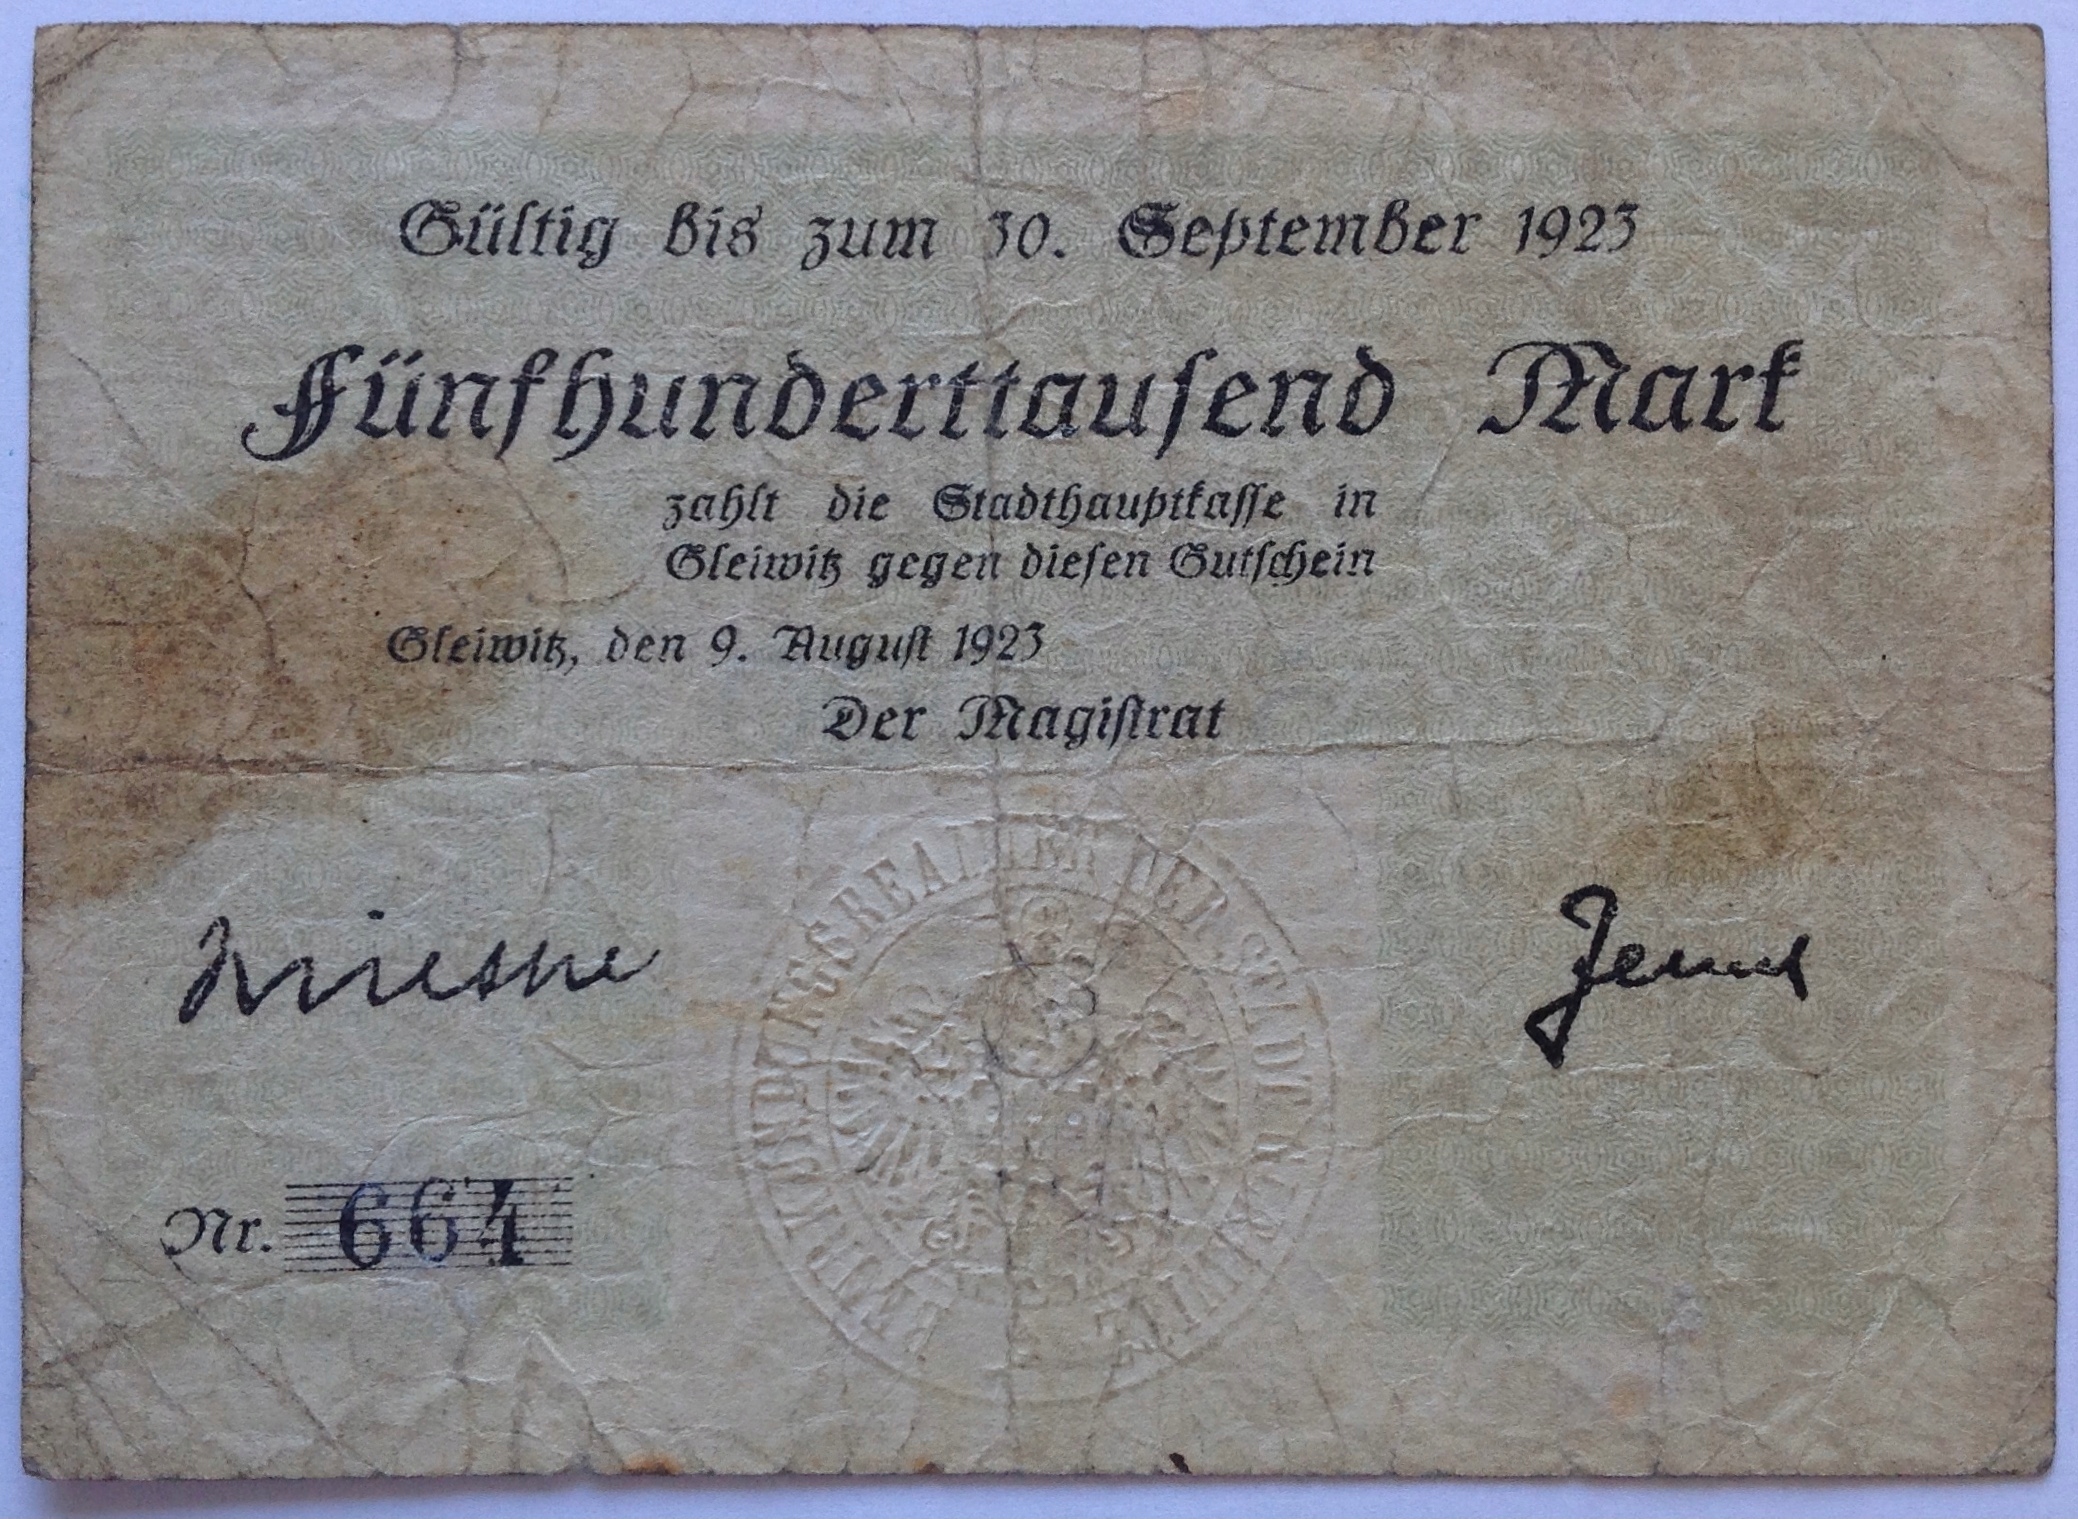 Gültig bis zum 30. September 1923
Fünfhunderttausend Mark
zahlt die Stadthauptkasse in
Gleiwitz gegen diesen Gutschein
Gleiwitz, den 9. August 1923
Der Magistrat
Nr. 664